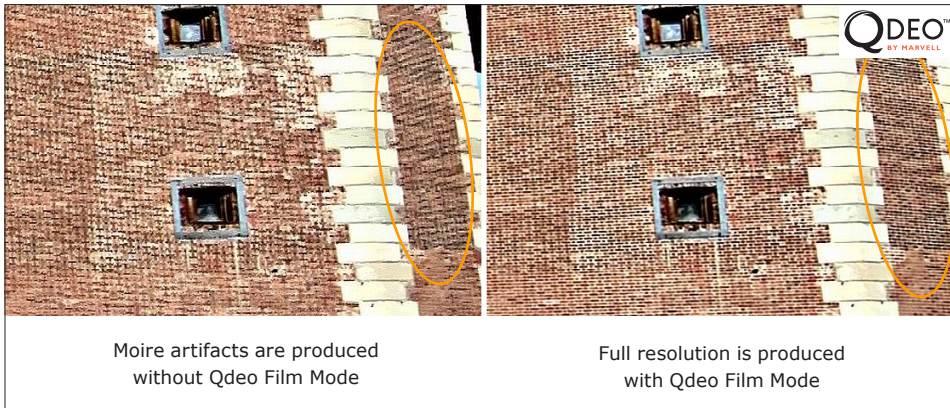 QDEO™
BY MARVELL
Moire artifacts are produced
without Qdeo Film Mode
Full resolution is produced
with Qdeo Film Mode